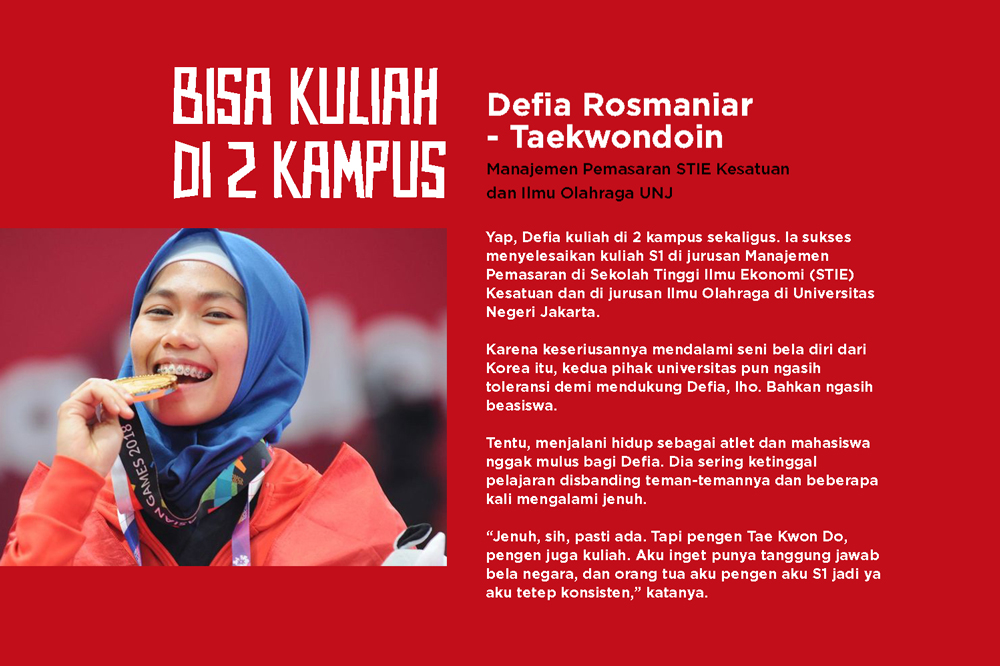 BISA KULIAH
DI 2 KAMPUS
Defia Rosmaniar
- Taekwondoin
Manajemen Pemasaran STIE Kesatuan
dan Ilmu Olahraga UNJ
Yap, Defia kuliah di 2 kampus sekaligus. Ia sukses
menyelesaikan kuliah S1 di jurusan Manajemen
Pemasaran di Sekolah Tinggi Ilmu Ekonomi (STIE)
Kesatuan dan di jurusan Ilmu Olahraga di Universitas
Negeri Jakarta.
Karena keseriusannya mendalami seni bela diri dari
Korea itu, kedua pihak universitas pun ngasih
toleransi demi mendukung Defia, lho. Bahkan ngasih
beasiswa.
Tentu, menjalani hidup sebagai atlet dan mahasiswa
nggak mulus bagi Defia. Dia sering ketinggal
pelajaran disbanding teman-temannya dan beberapa
kali mengalami jenuh.
“Jenuh, sih, pasti ada. Tapi pengen Tae Kwon Do,
pengen juga kuliah. Aku inget punya tanggung jawab
bela negara, dan orang tua aku pengen aku S1 jadi ya
aku tetep konsisten,” katanya.
ASIAN GAMES 2018